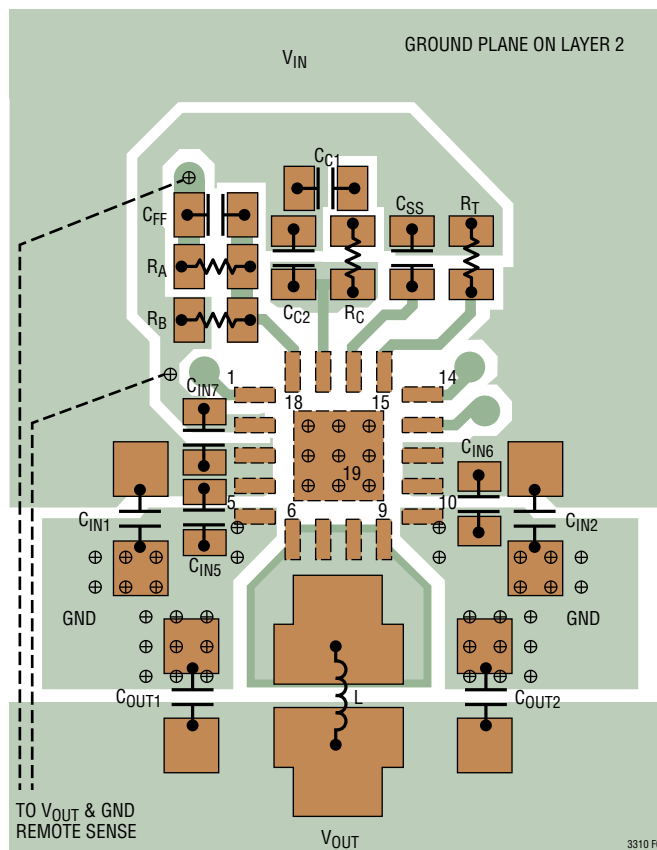 GROUND PLANE ON LAYER 2
VIN
CC1
CFF
CSS
RT
RA
CC2
RC
RB
1
14
CIN7
18
15
CIN6
19
5
6
9
10
CIN1
CIN2
CIN5
GND
GND
COUT1
L
COUT2
TO VOUT & GND
REMOTE SENSE
VOUT